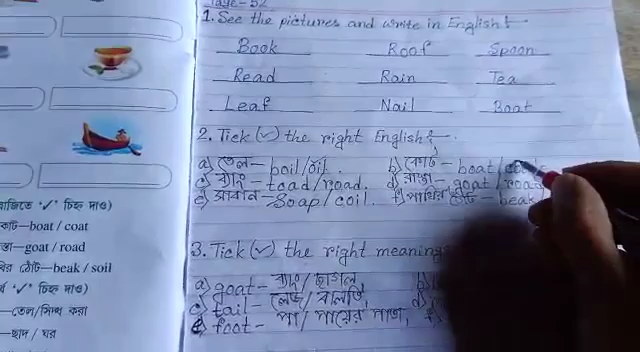 Page-52
1. See the pictures and write in English:-
Book Roof Spoon
Read Rain Tea
Leaf Nail Boat
2. Tick (✓) the right English:-
a) তেল- boil/oil. b) কোট- boat/
c) ব্যাং- toad/road. d) রাস্তা- goat/road
e) সাবান- Soap/coil. f) পাখির ঠোঁট- beak
3. Tick (✓) the right meaning
a) goat- ব্যাং/ছাগল
c) tail- লেজ/বালতি,
e) foot- পা/পায়ের পাতা,
বাজিতে '✓' চিহ্ন দাও)
কোট—boat / coat
স্তা—goat / road
খির ঠোঁট—beak / soil
'✓' চিহ্ন দাও)
—তেল/সিদ্ধ করা
—ছাদ / ঘর